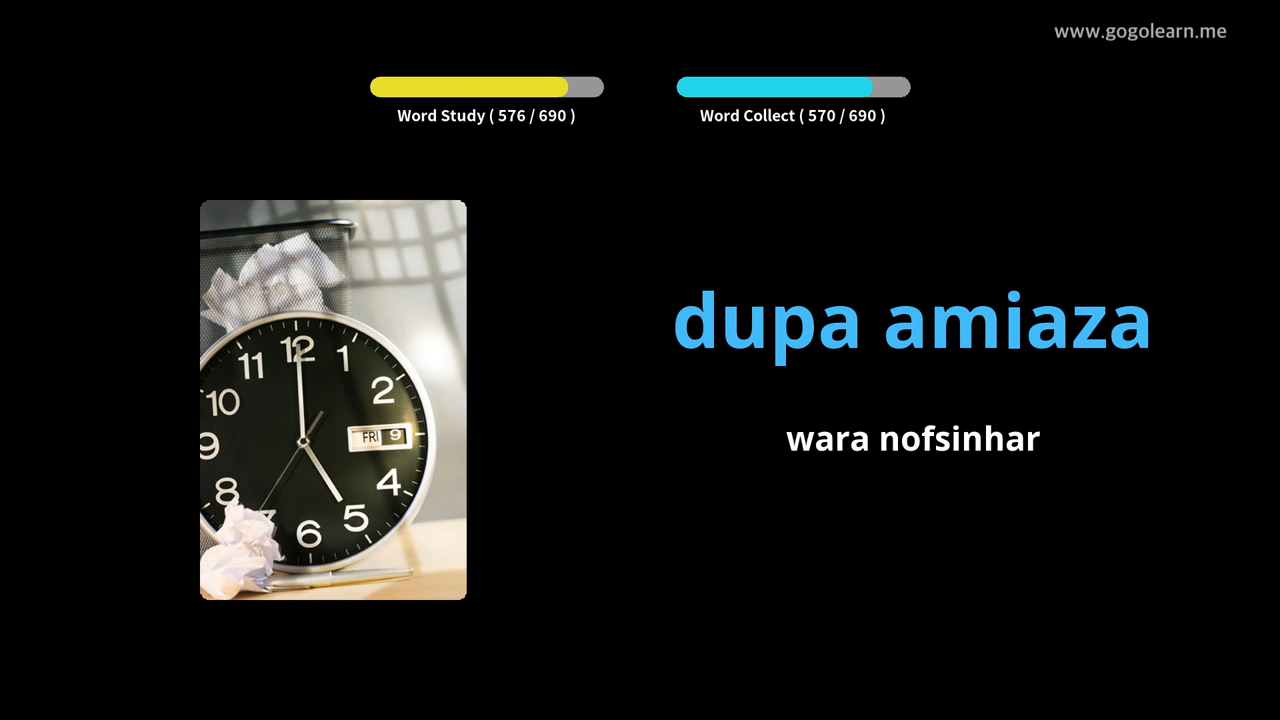 www.gogolearn.me
Word Study ( 576 / 690 )
Word Collect ( 570 / 690 )
12
11
1
10
2
9
FRI 9
8
4
7
5
6
dupa amiaza
wara nofsinhar